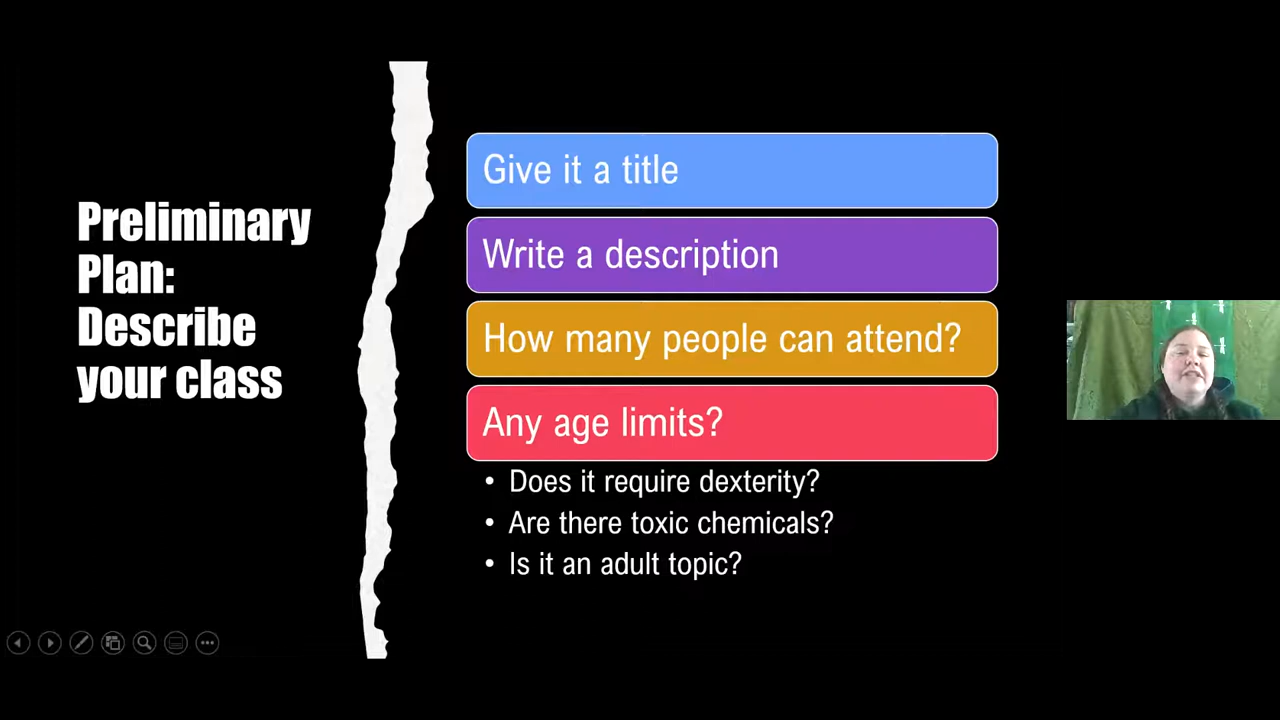 Preliminary
Plan:
Describe
your class
Give it a title
Write a description
How many people can attend?
Any age limits?
• Does it require dexterity?
• Are there toxic chemicals?
• Is it an adult topic?